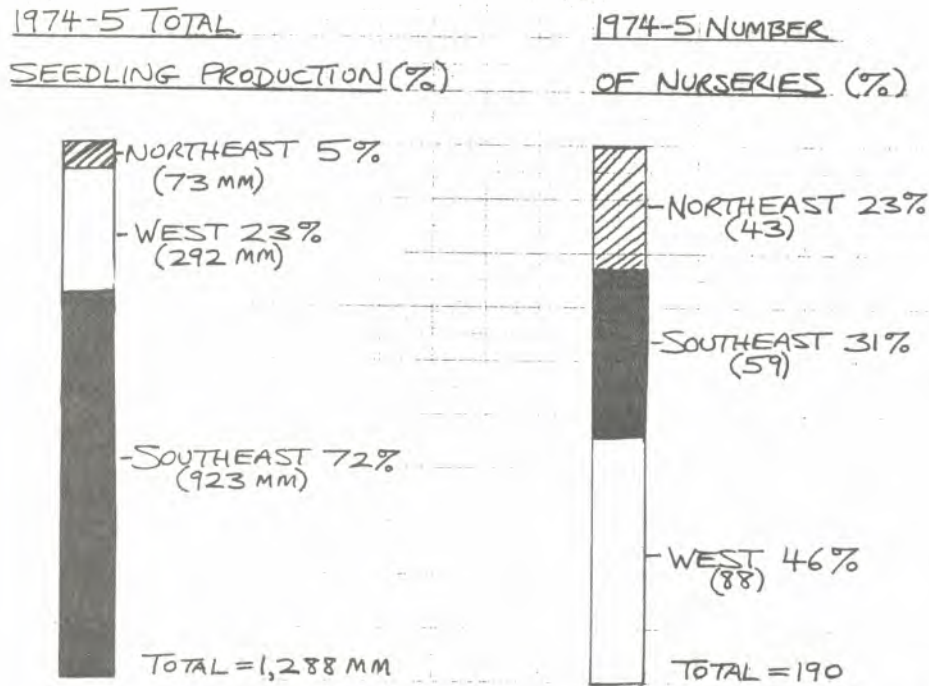 1974-5 TOTAL
SEEDLING PRODUCTION (%)
NORTHEAST 5%
(73 MM)
WEST 23%
(292 MM)
SOUTHEAST 72%
(923 MM)
TOTAL = 1,288 MM
1974-5 NUMBER
OF NURSERIES (%)
NORTHEAST 23%
(43)
SOUTHEAST 31%
(59)
WEST 46%
(88)
TOTAL = 190